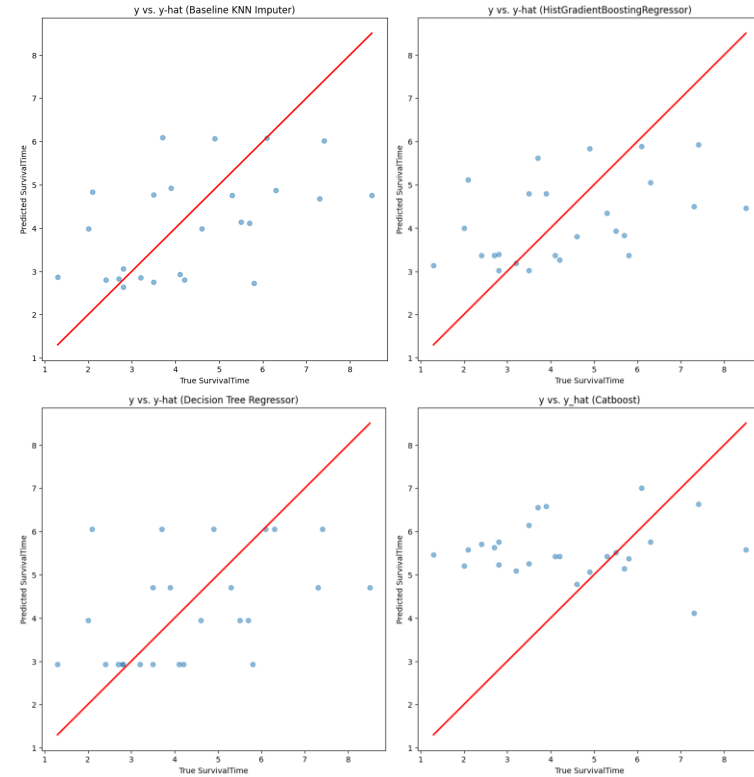 y vs. y-hat (Baseline KNN Imputer)
8
7
6
5
4
3
2
1
Predicted SurvivalTime
1 2 3 4 5 6 7 8
True SurvivalTime
y vs. y-hat (HistGradientBoostingRegressor)
8
7
6
5
4
3
2
1
Predicted SurvivalTime
1 2 3 4 5 6 7 8
True SurvivalTime
y vs. y-hat (Decision Tree Regressor)
8
7
6
5
4
3
2
1
Predicted SurvivalTime
1 2 3 4 5 6 7 8
True SurvivalTime
y vs. y_hat (Catboost)
8
7
6
5
4
3
2
1
Predicted SurvivalTime
1 2 3 4 5 6 7 8
True SurvivalTime